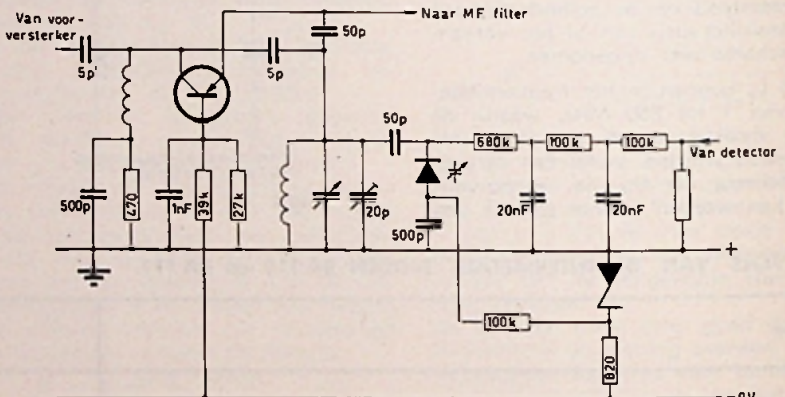 Van voor-
versterker
Naar MF filter
50p
5p
5p
50p
680k
100k
100k
Van detector
500p
470
1nF
39k
27k
20p
500p
20nF
20nF
+
100k
820
-9V